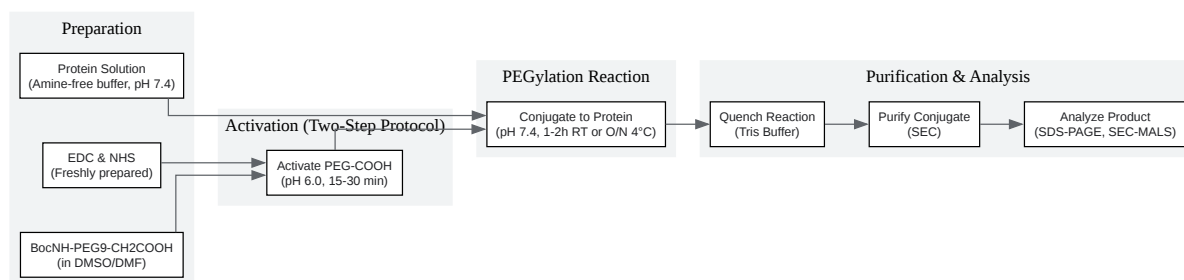 Preparation
Protein Solution
(Amine-free buffer, pH 7.4)
EDC & NHS
(Freshly prepared)
BocNH-PEG9-CH2COOH
(in DMSO/DMF)
Activation (Two-Step Protocol)
Activate PEG-COOH
(pH 6.0, 15-30 min)
PEGylation Reaction
Conjugate to Protein
(pH 7.4, 1-2h RT or O/N 4°C)
Purification & Analysis
Quench Reaction
(Tris Buffer)
Purify Conjugate
(SEC)
Analyze Product
(SDS-PAGE, SEC-MALS)